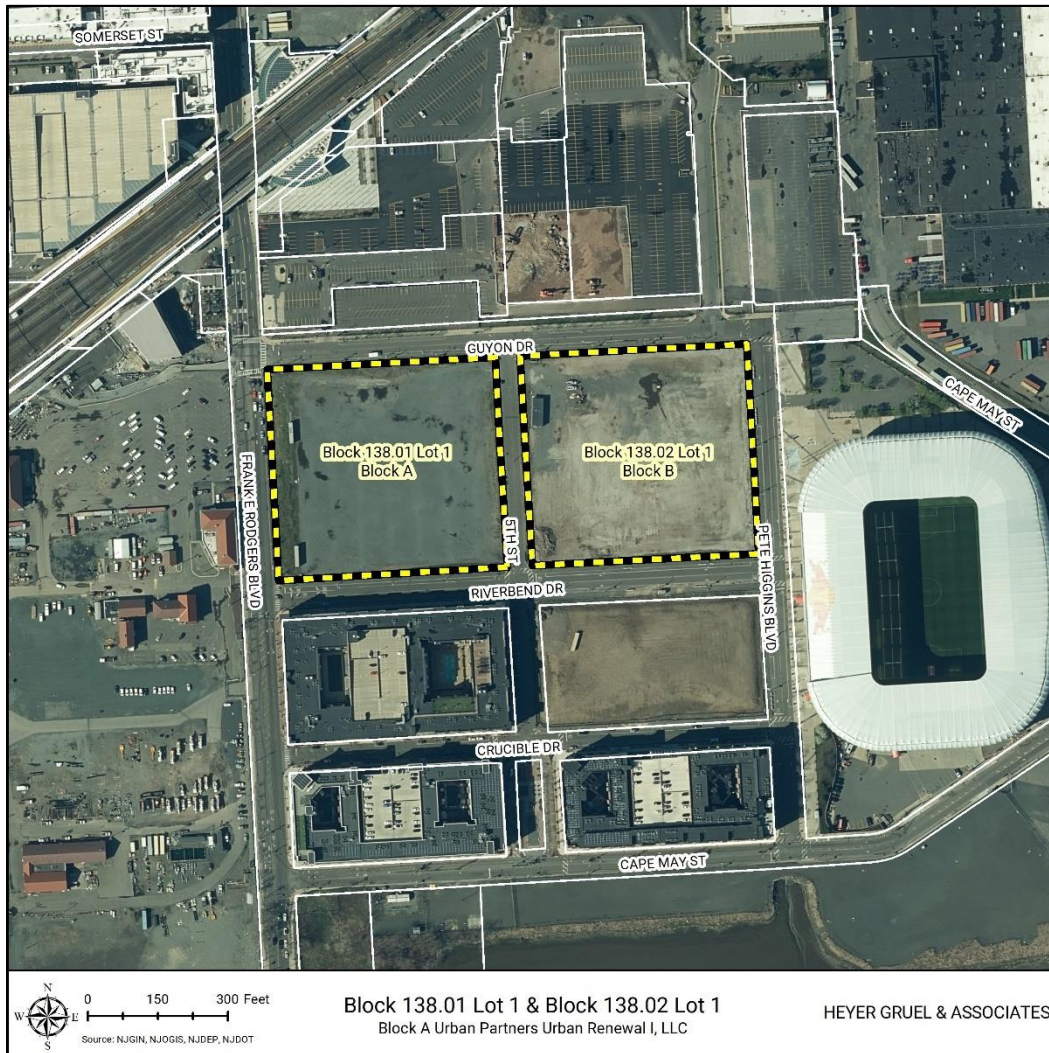 SOMERSET ST
GUYON DR
CAPE MAY ST
Block 138.01 Lot 1
Block A
Block 138.02 Lot 1
Block B
FRANK E RODGERS BLVD
5TH ST
PETE HIGGINS BLVD
RIVERBEND DR
CRUCIBLE DR
CAPE MAY ST
N
W E
S
0 150 300 Feet
Source: NJGIN, NJOGIS, NJDEP, NJDOT
Block 138.01 Lot 1 & Block 138.02 Lot 1
Block A Urban Partners Urban Renewal I, LLC
HEYER GRUEL & ASSOCIATES